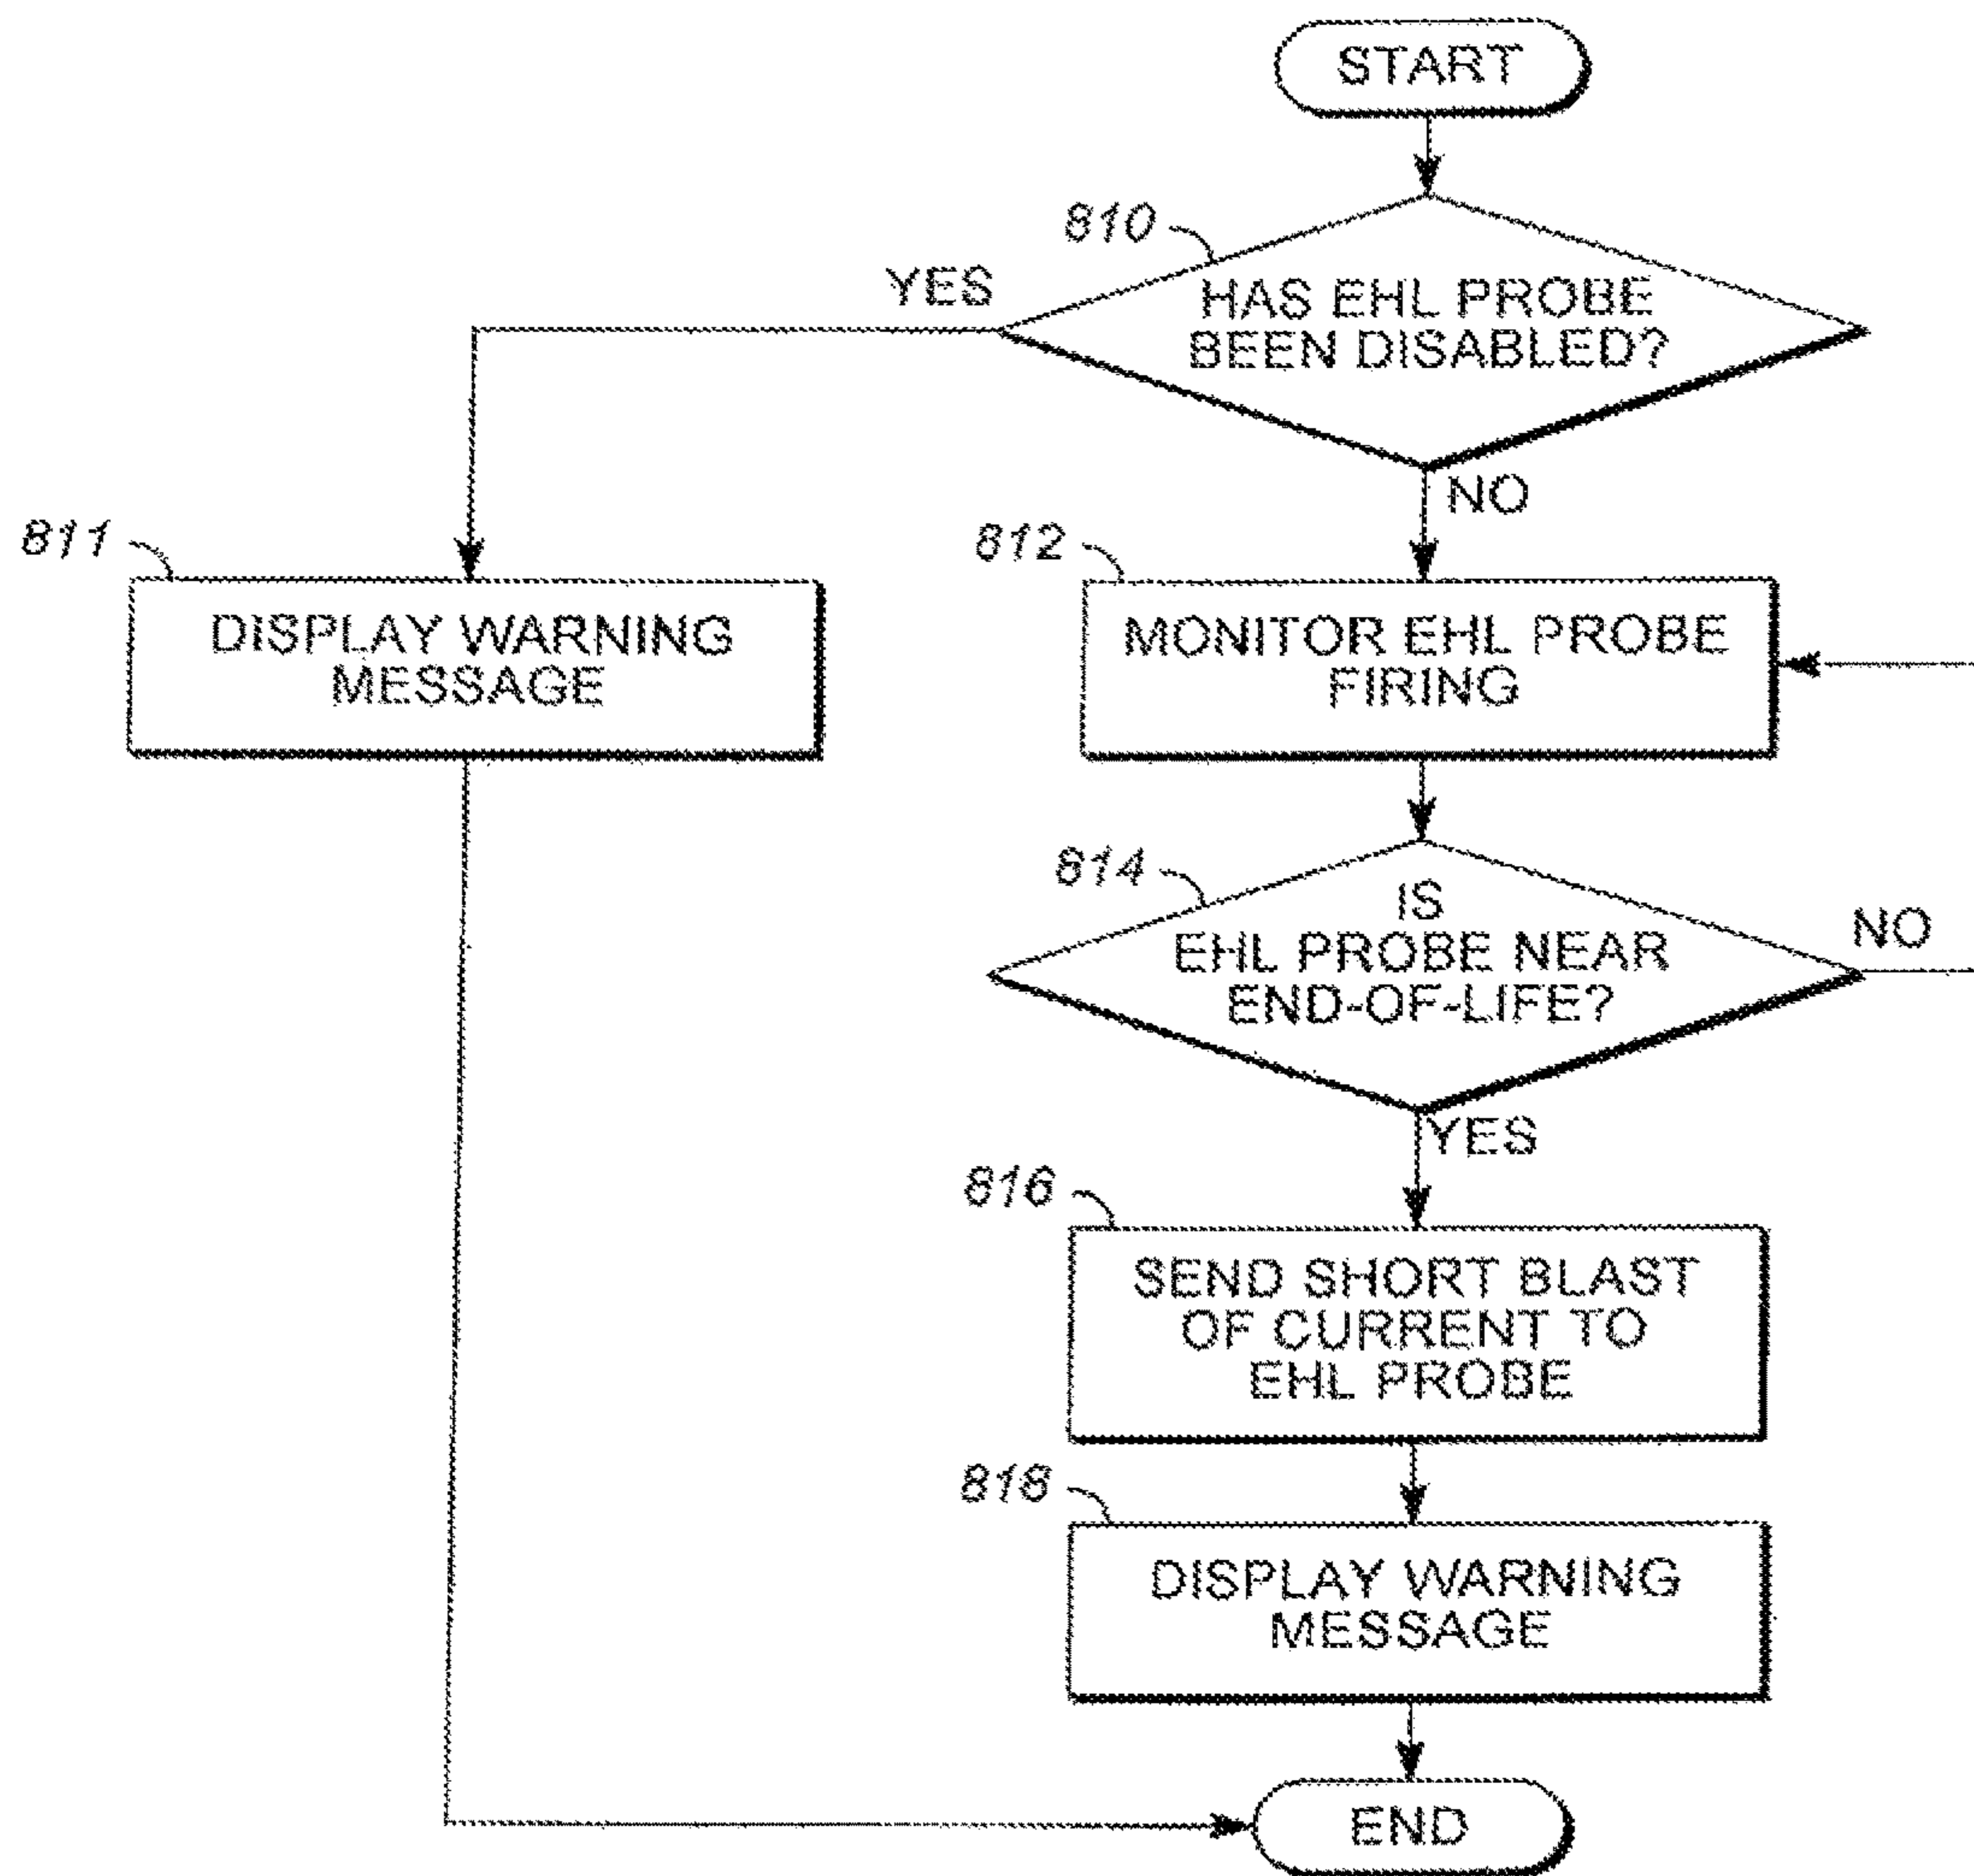 START
810
HAS EHL PROBE
BEEN DISABLED?
YES
NO
811
DISPLAY WARNING
MESSAGE
812
MONITOR EHL PROBE
FIRING
814
IS
EHL PROBE NEAR
END-OF-LIFE?
NO
YES
816
SEND SHORT BLAST
OF CURRENT TO
EHL PROBE
818
DISPLAY WARNING
MESSAGE
END